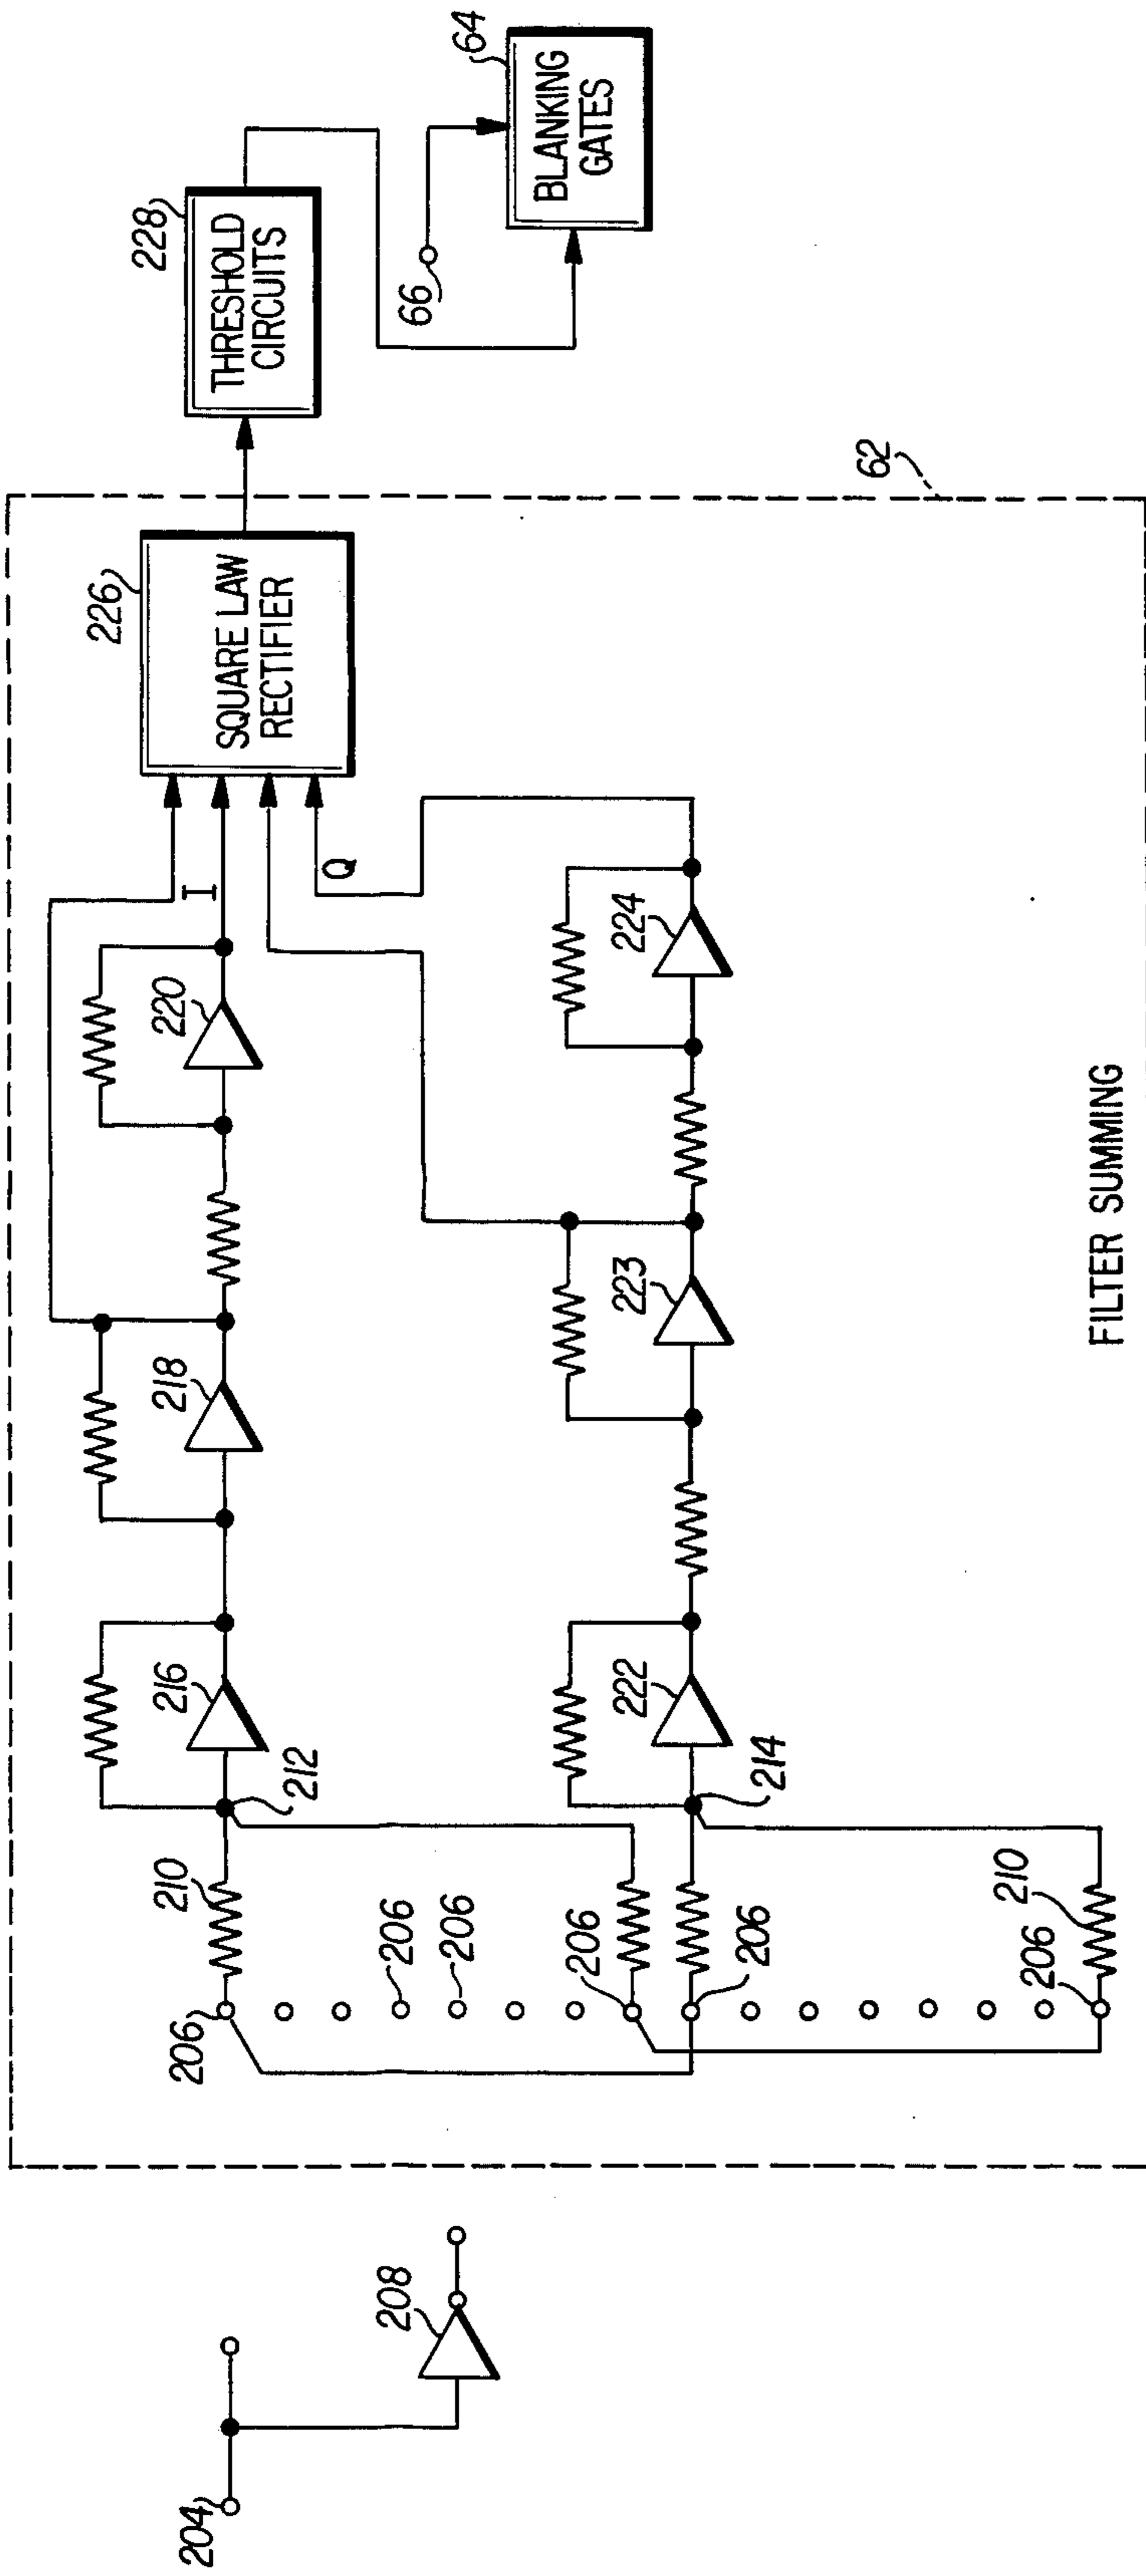 204
208
206
206
206
206
206
206
210
210
212
214
216
218
220
222
223
224
I
Q
226
SQUARE LAW
RECTIFIER
228
THRESHOLD
CIRCUITS
66
64
BLANKING
GATES
62
FILTER SUMMING